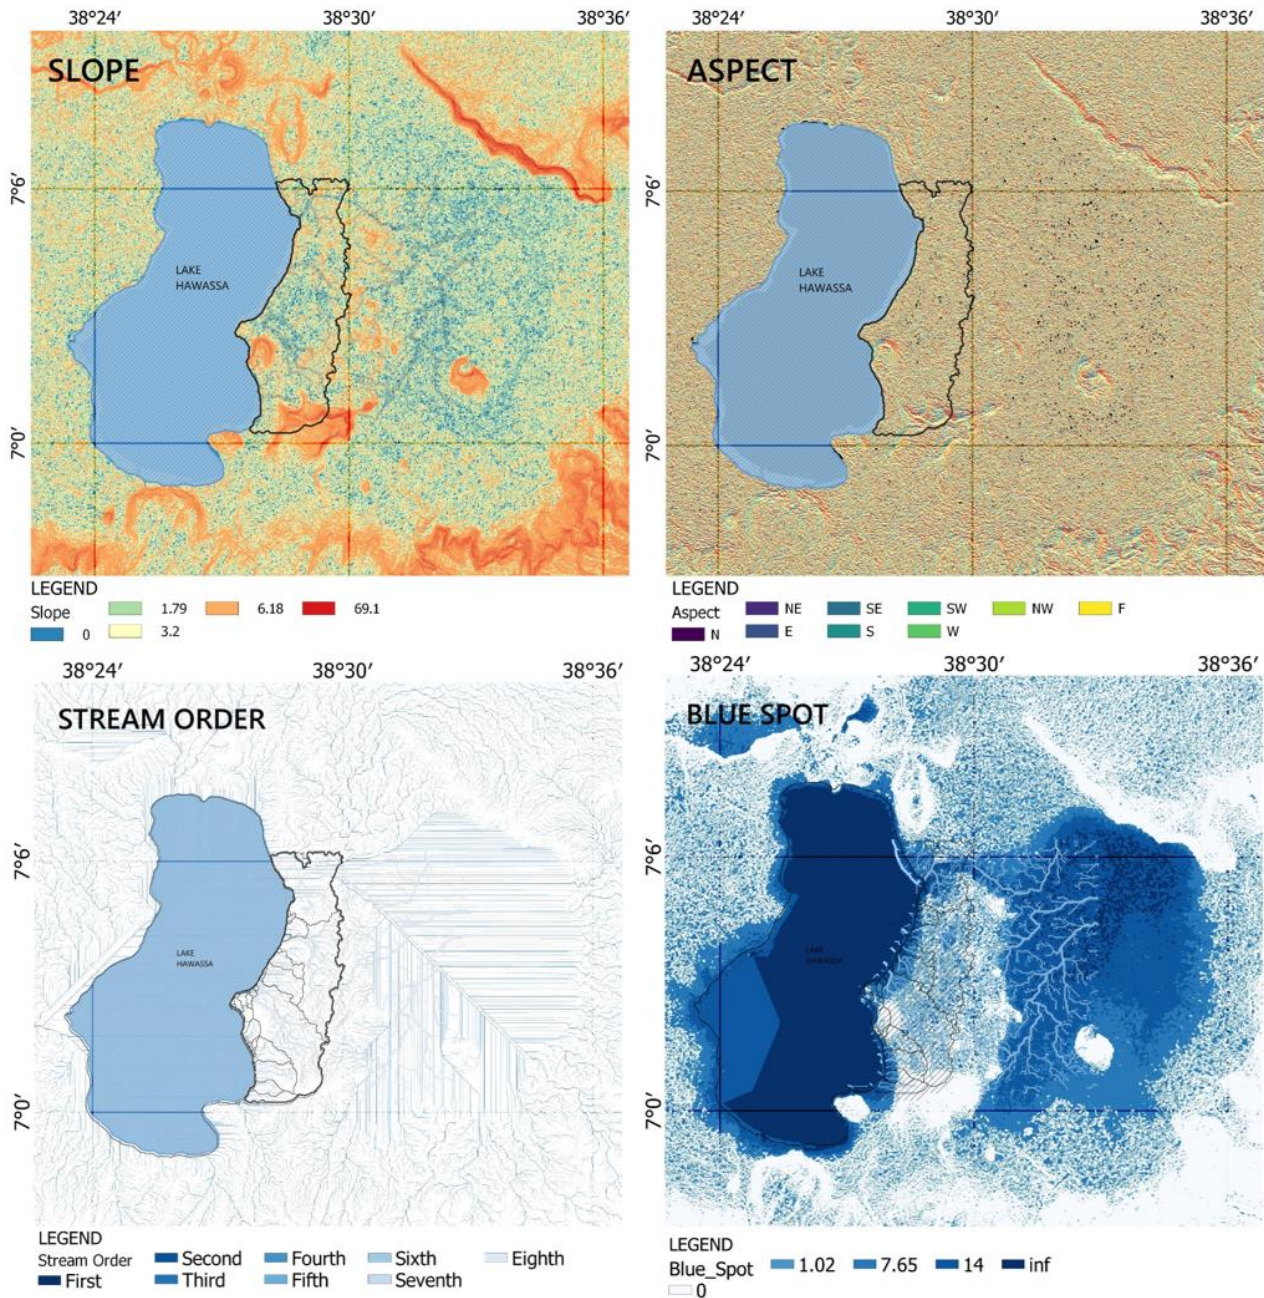 38°24′ 38°30′ 38°36′
SLOPE
7°6′
LAKE
HAWASSA
7°0′
LEGEND
Slope 1.79 6.18 69.1
0 3.2
38°24′ 38°30′ 38°36′
ASPECT
7°6′
LAKE
HAWASSA
7°0′
LEGEND
Aspect NE SE SW NW F
N E S W
38°24′ 38°30′ 38°36′
STREAM ORDER
7°6′
LAKE
HAWASSA
7°0′
LEGEND
Stream Order Second Fourth Sixth Eighth
First Third Fifth Seventh
38°24′ 38°30′ 38°36′
BLUE SPOT
7°6′
LAKE
HAWASSA
7°0′
LEGEND
Blue_Spot 1.02 7.65 14 inf
0